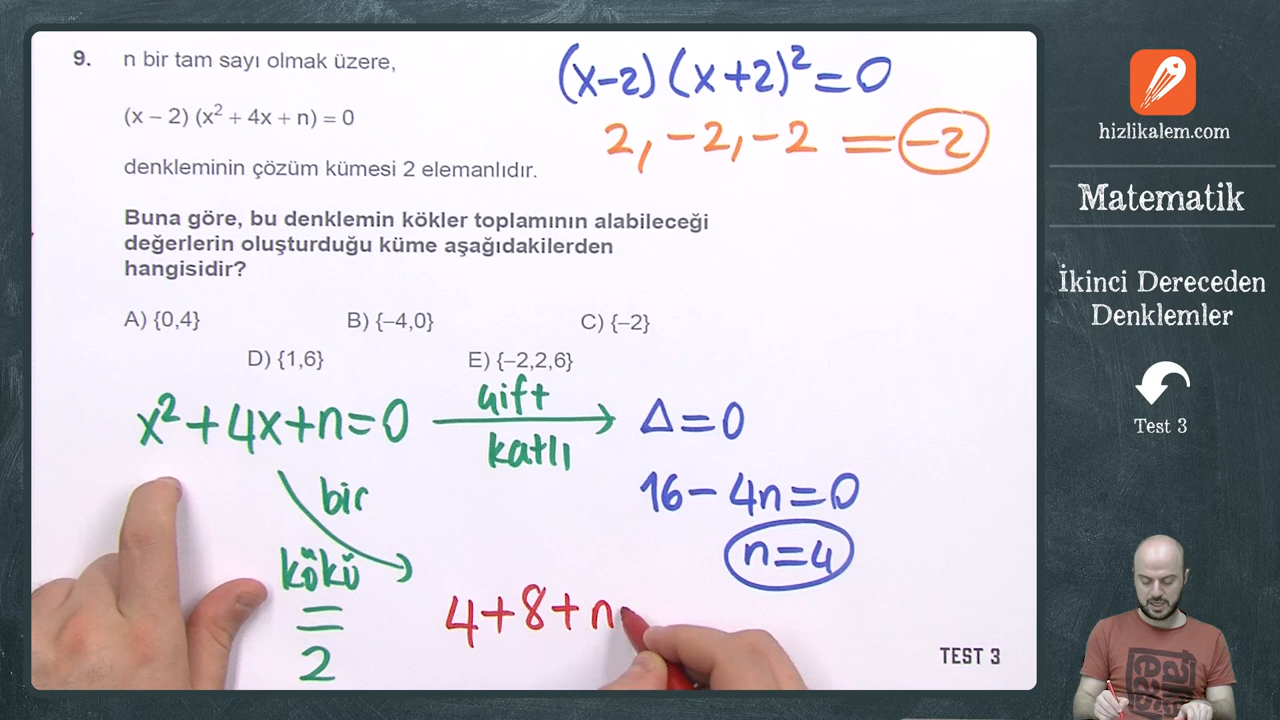 9. n bir tam sayı olmak üzere,
(x – 2) (x² + 4x + n) = 0
denkleminin çözüm kümesi 2 elemanlıdır.
Buna göre, bu denklemin kökler toplamının alabileceği
değerlerin oluşturduğu küme aşağıdakilerden
hangisidir?
A) {0,4} B) {–4,0} C) {–2}
D) {1,6} E) {–2,2,6}
(x-2) (x+2)² = 0
2, -2, -2 = -2
x² + 4x + n = 0
çift
katlı
Δ = 0
16 - 4n = 0
n = 4
bir
kökü
=
2
4 + 8 + n
TEST 3
hizlikalem.com
Matematik
İkinci Dereceden
Denklemler
Test 3